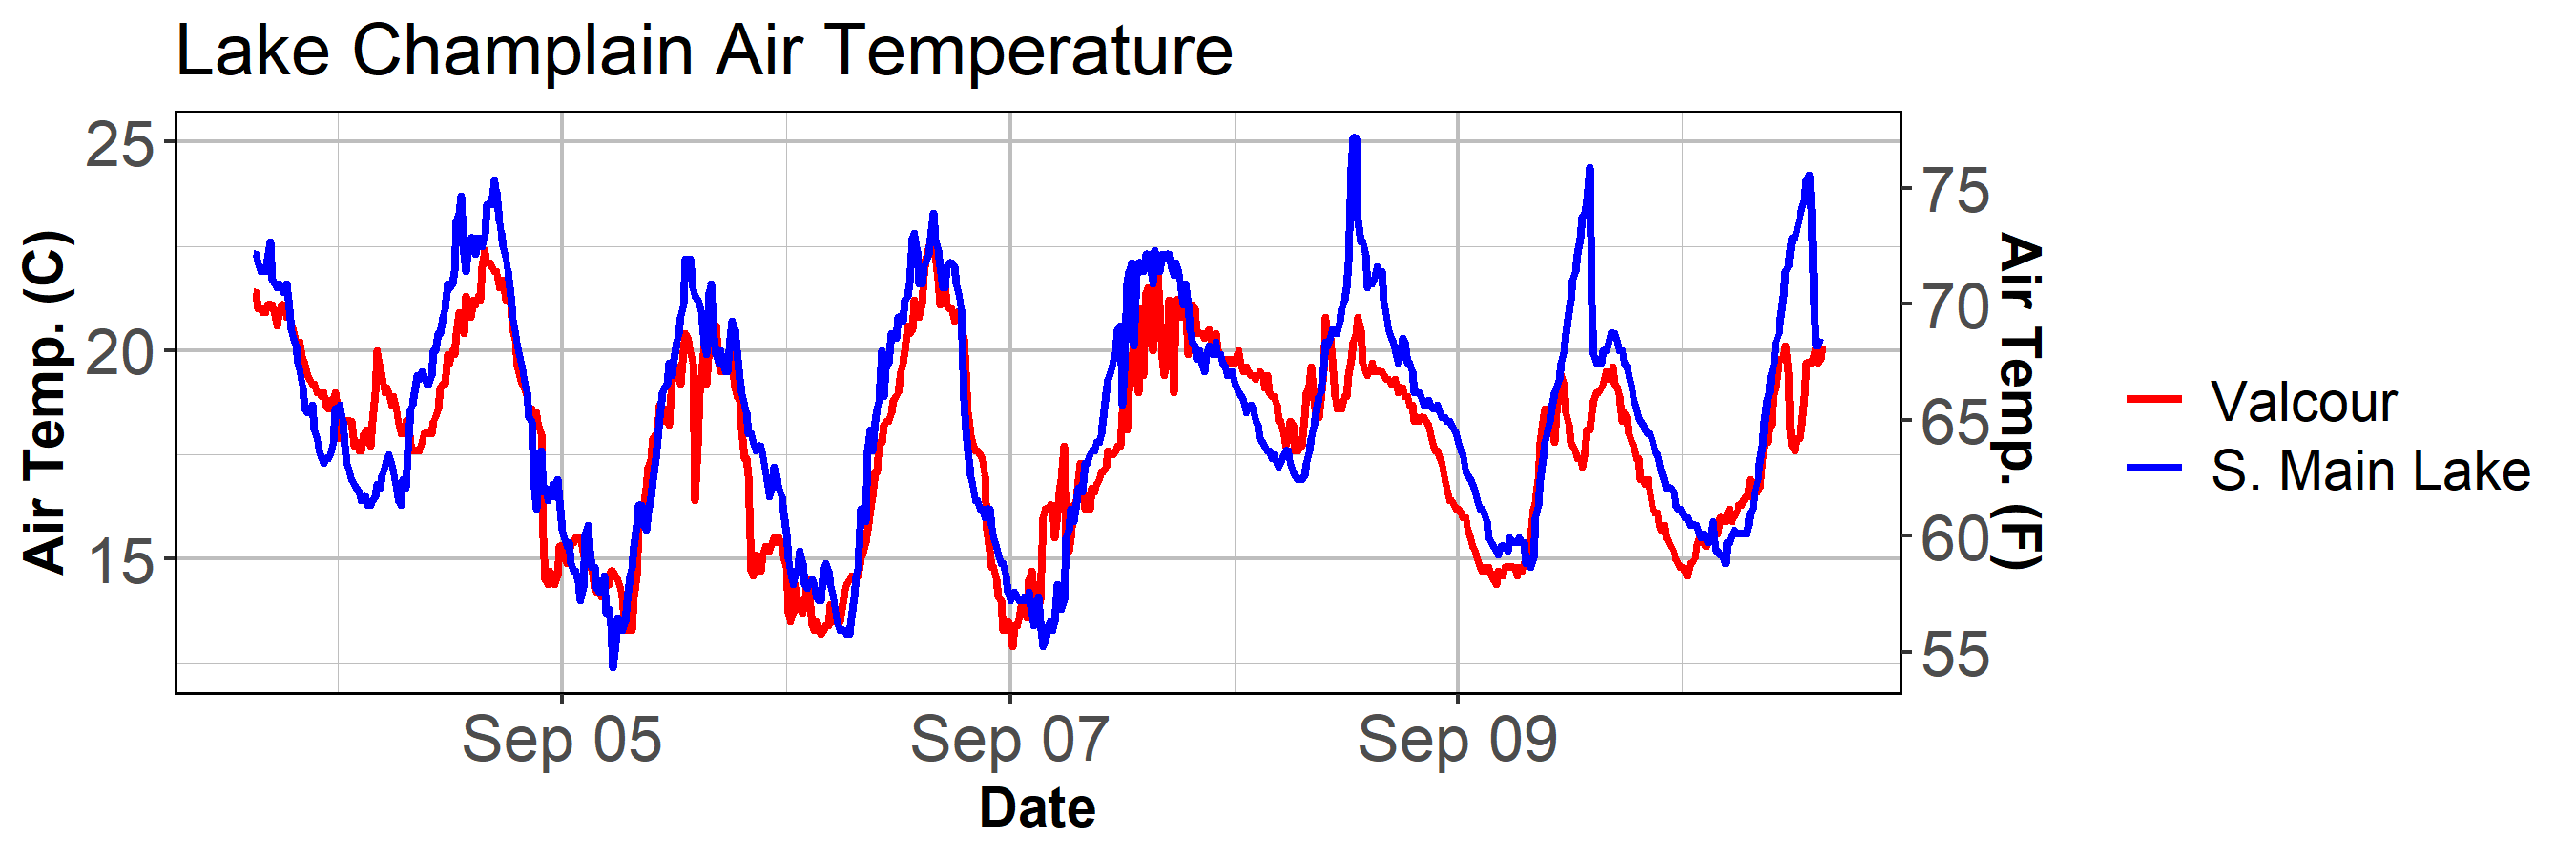 Lake Champlain Air Temperature
Air Temp. (C)
25
20
15
75
70
65
60
55
Air Temp. (F)
Sep 05
Sep 07
Sep 09
Date
Valcour
S. Main Lake